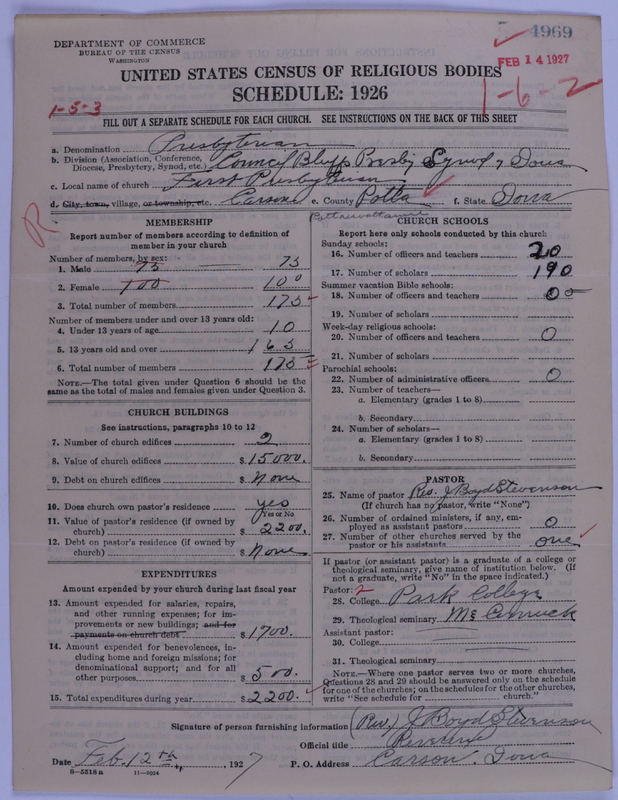 4969
DEPARTMENT OF COMMERCE
BUREAU OF THE CENSUS
WASHINGTON
FEB 14 1927
UNITED STATES CENSUS OF RELIGIOUS BODIES
SCHEDULE: 1926
1-5-3
1-6-2
FILL OUT A SEPARATE SCHEDULE FOR EACH CHURCH. SEE INSTRUCTIONS ON THE BACK OF THIS SHEET
a. Denomination Presbyterian
b. Division (Association, Conference, Diocese, Presbytery, Synod, etc.) Council Bluffs Presby Synod of Iowa
c. Local name of church First Presbyterian
d. City, town, village, or township, etc. Carson e. County Potta f. State Iowa
Pottawattamie
R
MEMBERSHIP
Report number of members according to definition of
member in your church
Number of members, by sex:
1. Male 75 75
2. Female 100 100
3. Total number of members 175
Number of members under and over 13 years old:
4. Under 13 years of age 10
5. 13 years old and over 165
6. Total number of members 175
NOTE.—The total given under Question 6 should be the
same as the total of males and females given under Question 3.
CHURCH BUILDINGS
See instructions, paragraphs 10 to 12
7. Number of church edifices 2
8. Value of church edifices $15000.
9. Debt on church edifices $None
10. Does church own pastor's residence yes
Yes or No
11. Value of pastor's residence (if owned by
church) $2200.
12. Debt on pastor's residence (if owned by
church) $None
EXPENDITURES
Amount expended by your church during last fiscal year
13. Amount expended for salaries, repairs,
and other running expenses; for im-
provements or new buildings; and for
payments on church debt $1700.
14. Amount expended for benevolences, in-
cluding home and foreign missions; for
denominational support; and for all
other purposes $500.
15. Total expenditures during year $2200.
CHURCH SCHOOLS
Report here only schools conducted by this church
Sunday schools:
16. Number of officers and teachers 20
17. Number of scholars 190
Summer vacation Bible schools:
18. Number of officers and teachers 0
19. Number of scholars
Week-day religious schools:
20. Number of officers and teachers 0
21. Number of scholars
Parochial schools:
22. Number of administrative officers 0
23. Number of teachers—
a. Elementary (grades 1 to 8)
b. Secondary
24. Number of scholars—
a. Elementary (grades 1 to 8)
b. Secondary
PASTOR
25. Name of pastor Rev. J Boyd Stevenson
(If church has no pastor, write "None")
26. Number of ordained ministers, if any, em-
ployed as assistant pastors 0
27. Number of other churches served by the
pastor or his assistants one
If pastor (or assistant pastor) is a graduate of a college or
theological seminary, give name of institution below. (If
not a graduate, write "No" in the space indicated.)
Pastor: 2
28. College Park College
29. Theological seminary McCormick
Assistant pastor:
30. College
31. Theological seminary
NOTE.—Where one pastor serves two or more churches,
Questions 28 and 29 should be answered only on the schedule
for one of the churches; on the schedules for the other churches,
write "See schedule for church."
Signature of person furnishing information (Rev.) J Boyd Stevenson
Official title
Date Feb. 12th, 1927 P. O. Address Carson. Iowa
8—5518a 11—9024